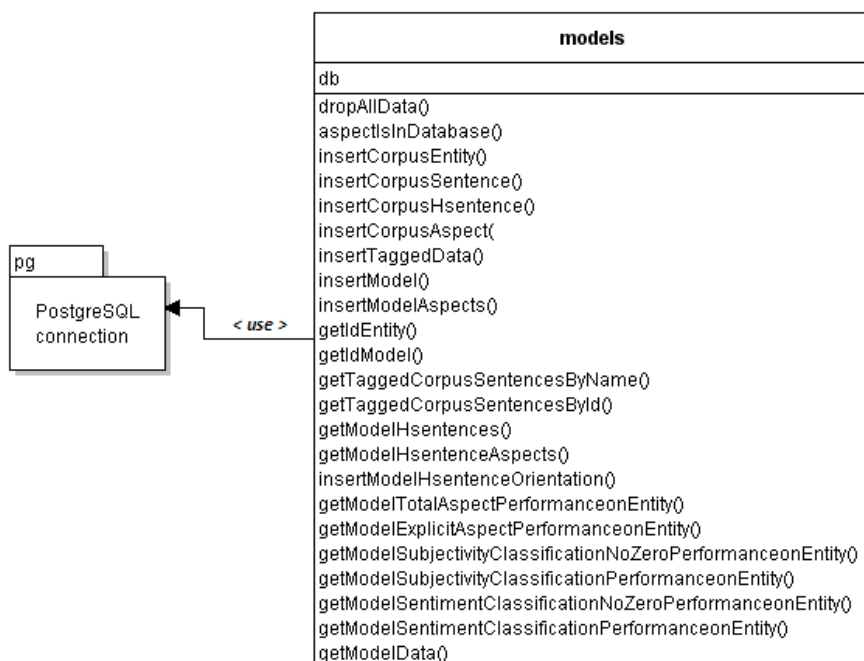 models
db
dropAllData()
aspectIsInDatabase()
insertCorpusEntity()
insertCorpusSentence()
insertCorpusHsentence()
insertCorpusAspect(
insertTaggedData()
insertModel()
insertModelAspects()
getIdEntity()
getIdModel()
getTaggedCorpusSentencesByName()
getTaggedCorpusSentencesById()
getModelHsentences()
getModelHsentenceAspects()
insertModelHsentenceOrientation()
getModelTotalAspectPerformanceonEntity()
getModelExplicitAspectPerformanceonEntity()
getModelSubjectivityClassificationNoZeroPerformanceonEntity()
getModelSubjectivityClassificationPerformanceonEntity()
getModelSentimentClassificationNoZeroPerformanceonEntity()
getModelSentimentClassificationPerformanceonEntity()
getModelData()
pg
PostgreSQL
connection
< use >